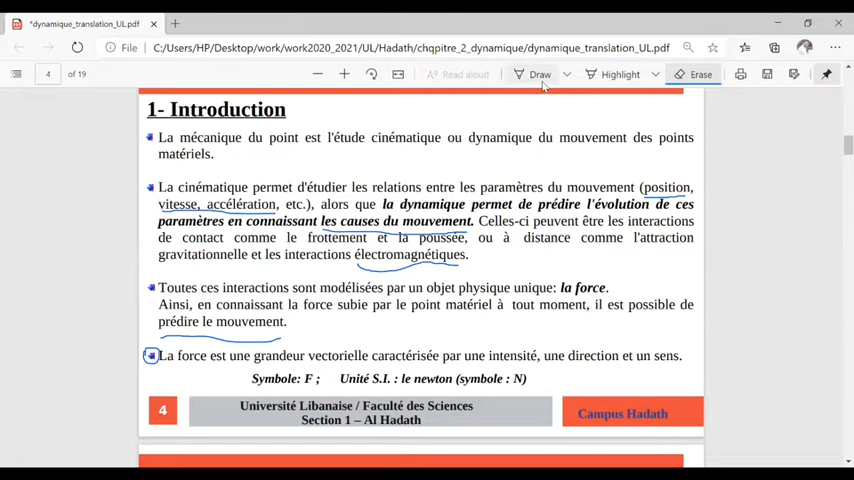 *dynamique_translation_UL.pdf
File
C:/Users/HP/Desktop/work/work2020_2021/UL/Hadath/chqpitre_2_dynamique/dynamique_translation_UL.pdf
4 of 19
Read aloud
Draw
Highlight
Erase
1- Introduction
La mécanique du point est l'étude cinématique ou dynamique du mouvement des points
matériels.
La cinématique permet d'étudier les relations entre les paramètres du mouvement (position,
vitesse, accélération, etc.), alors que la dynamique permet de prédire l'évolution de ces
paramètres en connaissant les causes du mouvement. Celles-ci peuvent être les interactions
de contact comme le frottement et la poussée, ou à distance comme l'attraction
gravitationnelle et les interactions électromagnétiques.
Toutes ces interactions sont modélisées par un objet physique unique: la force.
Ainsi, en connaissant la force subie par le point matériel à tout moment, il est possible de
prédire le mouvement.
La force est une grandeur vectorielle caractérisée par une intensité, une direction et un sens.
Symbole: F ; Unité S.I. : le newton (symbole : N)
4
Université Libanaise / Faculté des Sciences
Section 1 – Al Hadath
Campus Hadath